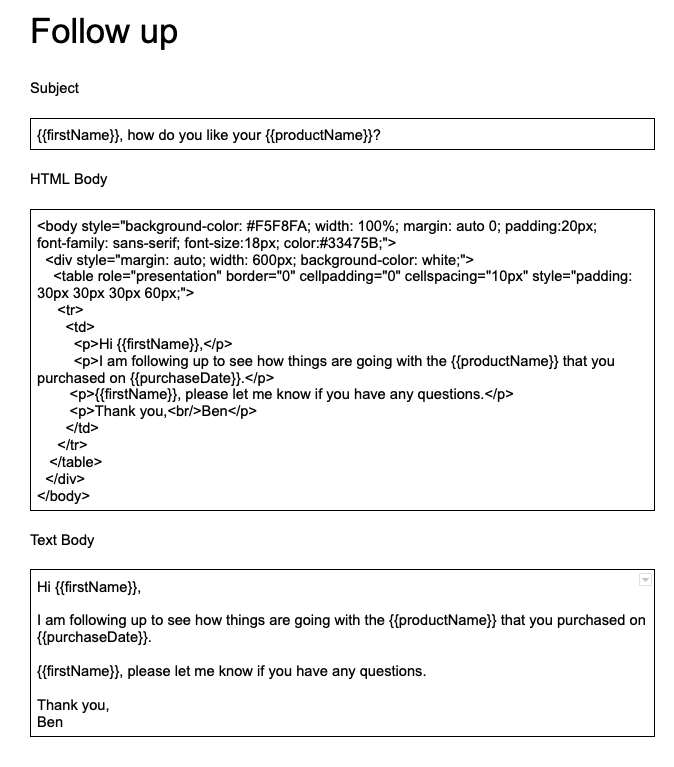 Follow up
Subject
{{firstName}}, how do you like your {{productName}}?
HTML Body
<body style="background-color: #F5F8FA; width: 100%; margin: auto 0; padding:20px;
font-family: sans-serif; font-size:18px; color:#33475B;">
<div style="margin: auto; width: 600px; background-color: white;">
<table role="presentation" border="0" cellpadding="0" cellspacing="10px" style="padding:
30px 30px 30px 60px;">
<tr>
<td>
<p>Hi {{firstName}},</p>
<p>I am following up to see how things are going with the {{productName}} that you
purchased on {{purchaseDate}}.</p>
<p>{{firstName}}, please let me know if you have any questions.</p>
<p>Thank you,<br/>Ben</p>
</td>
</tr>
</table>
</div>
</body>
Text Body
Hi {{firstName}},
I am following up to see how things are going with the {{productName}} that you purchased on
{{purchaseDate}}.
{{firstName}}, please let me know if you have any questions.
Thank you,
Ben